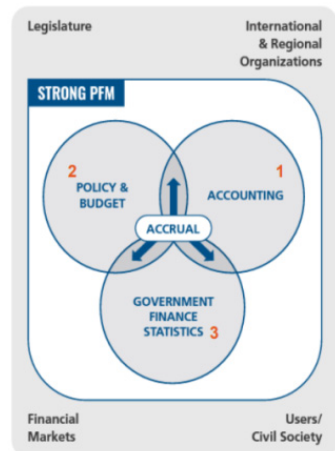 Legislature
International
& Regional
Organizations
STRONG PFM
2
POLICY &
BUDGET
1
ACCOUNTING
ACCRUAL
GOVERNMENT
FINANCE
STATISTICS 3
Financial
Markets
Users/
Civil Society